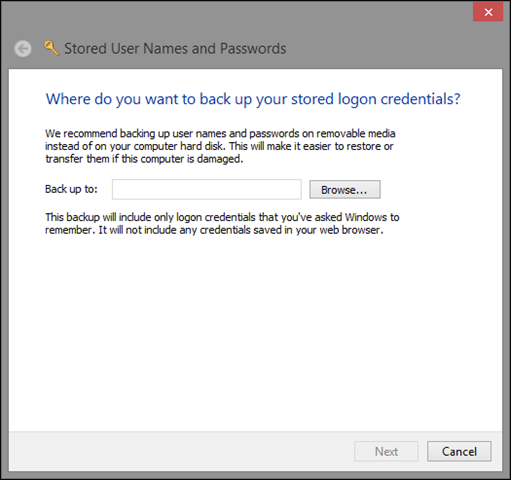 Stored User Names and Passwords
Where do you want to back up your stored logon credentials?
We recommend backing up user names and passwords on removable media
instead of on your computer hard disk. This will make it easier to restore or
transfer them if this computer is damaged.
Back up to:
Browse...
This backup will include only logon credentials that you've asked Windows to
remember. It will not include any credentials saved in your web browser.
Next
Cancel